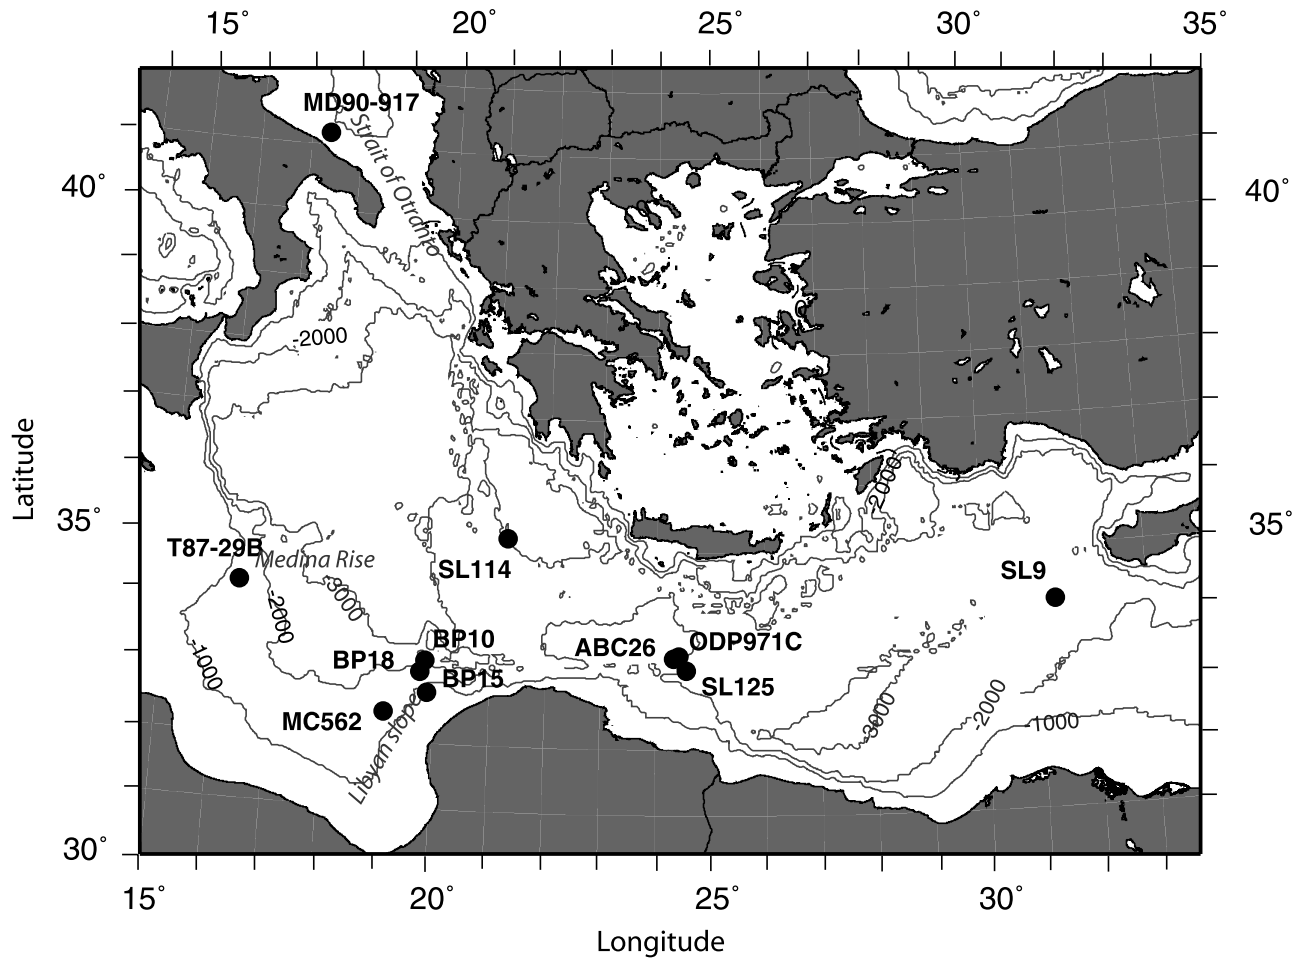 15° 20° 25° 30° 35°
MD90-917
Strait of Otranto
40° 40°
-2000
-2000
Latitude
35° 35°
T87-29B
Medina Rise
SL114
SL9
-3000
-2000
BP10
ODP971C
ABC26
BP18
-1000
BP15
SL125
-2000
-3000
MC562
-1000
Libyan slope
30°
15° 20° 25° 30°
Longitude